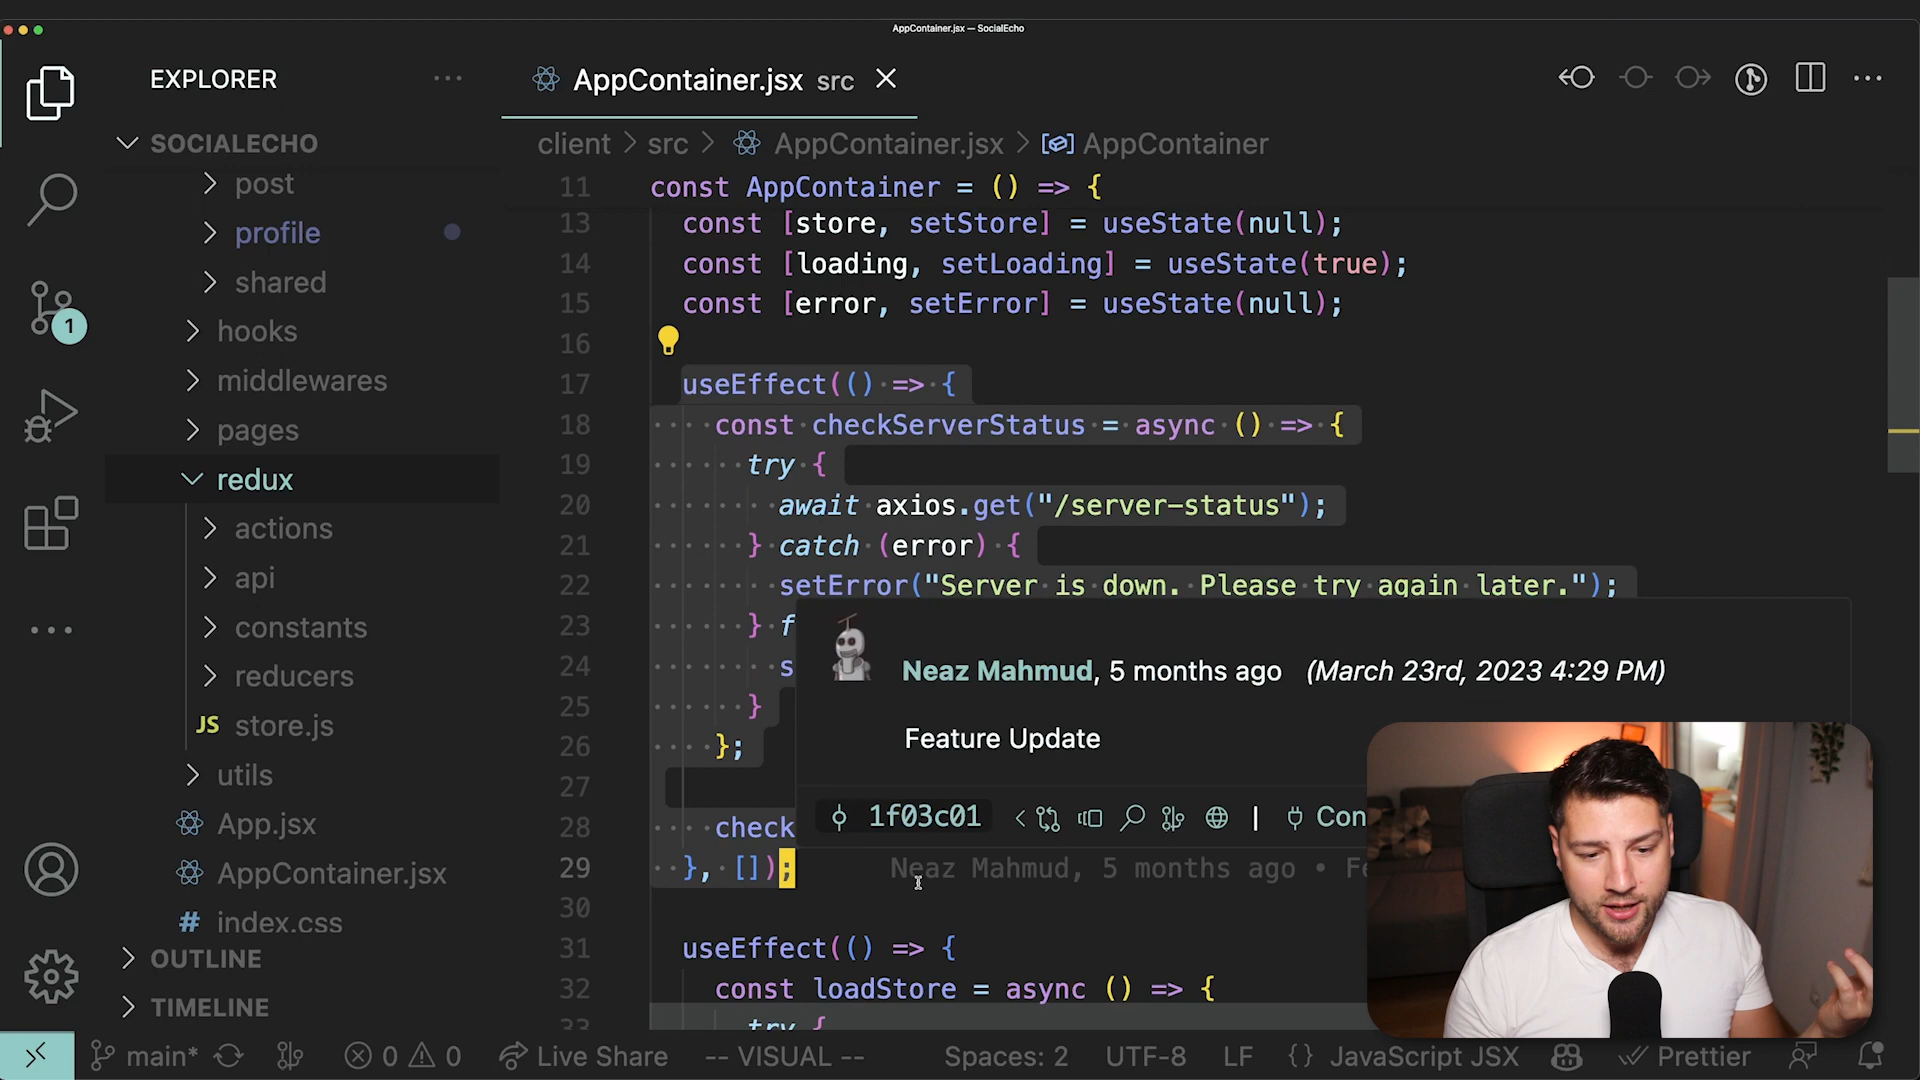 AppContainer.jsx — SocialEcho
EXPLORER
AppContainer.jsx src
SOCIALECHO
post
profile
shared
hooks
middlewares
pages
redux
actions
api
constants
reducers
JS store.js
utils
App.jsx
AppContainer.jsx
# index.css
OUTLINE
TIMELINE
1
client > src > AppContainer.jsx > AppContainer
11 const AppContainer = () => {
13 const [store, setStore] = useState(null);
14 const [loading, setLoading] = useState(true);
15 const [error, setError] = useState(null);
16
17 useEffect(() => {
18 const checkServerStatus = async () => {
19 try {
20 await axios.get("/server-status");
21 } catch (error) {
22 setError("Server is down. Please try again later.");
23 } f
24 s
25 }
26 };
27
28 check
29 }, []); Neaz Mahmud, 5 months ago • Fe
30
31 useEffect(() => {
32 const loadStore = async () => {
33 try {
Neaz Mahmud, 5 months ago (March 23rd, 2023 4:29 PM)
Feature Update
1f03c01 | Con
main* 0 0 Live Share -- VISUAL -- Spaces: 2 UTF-8 LF {} JavaScript JSX Prettier